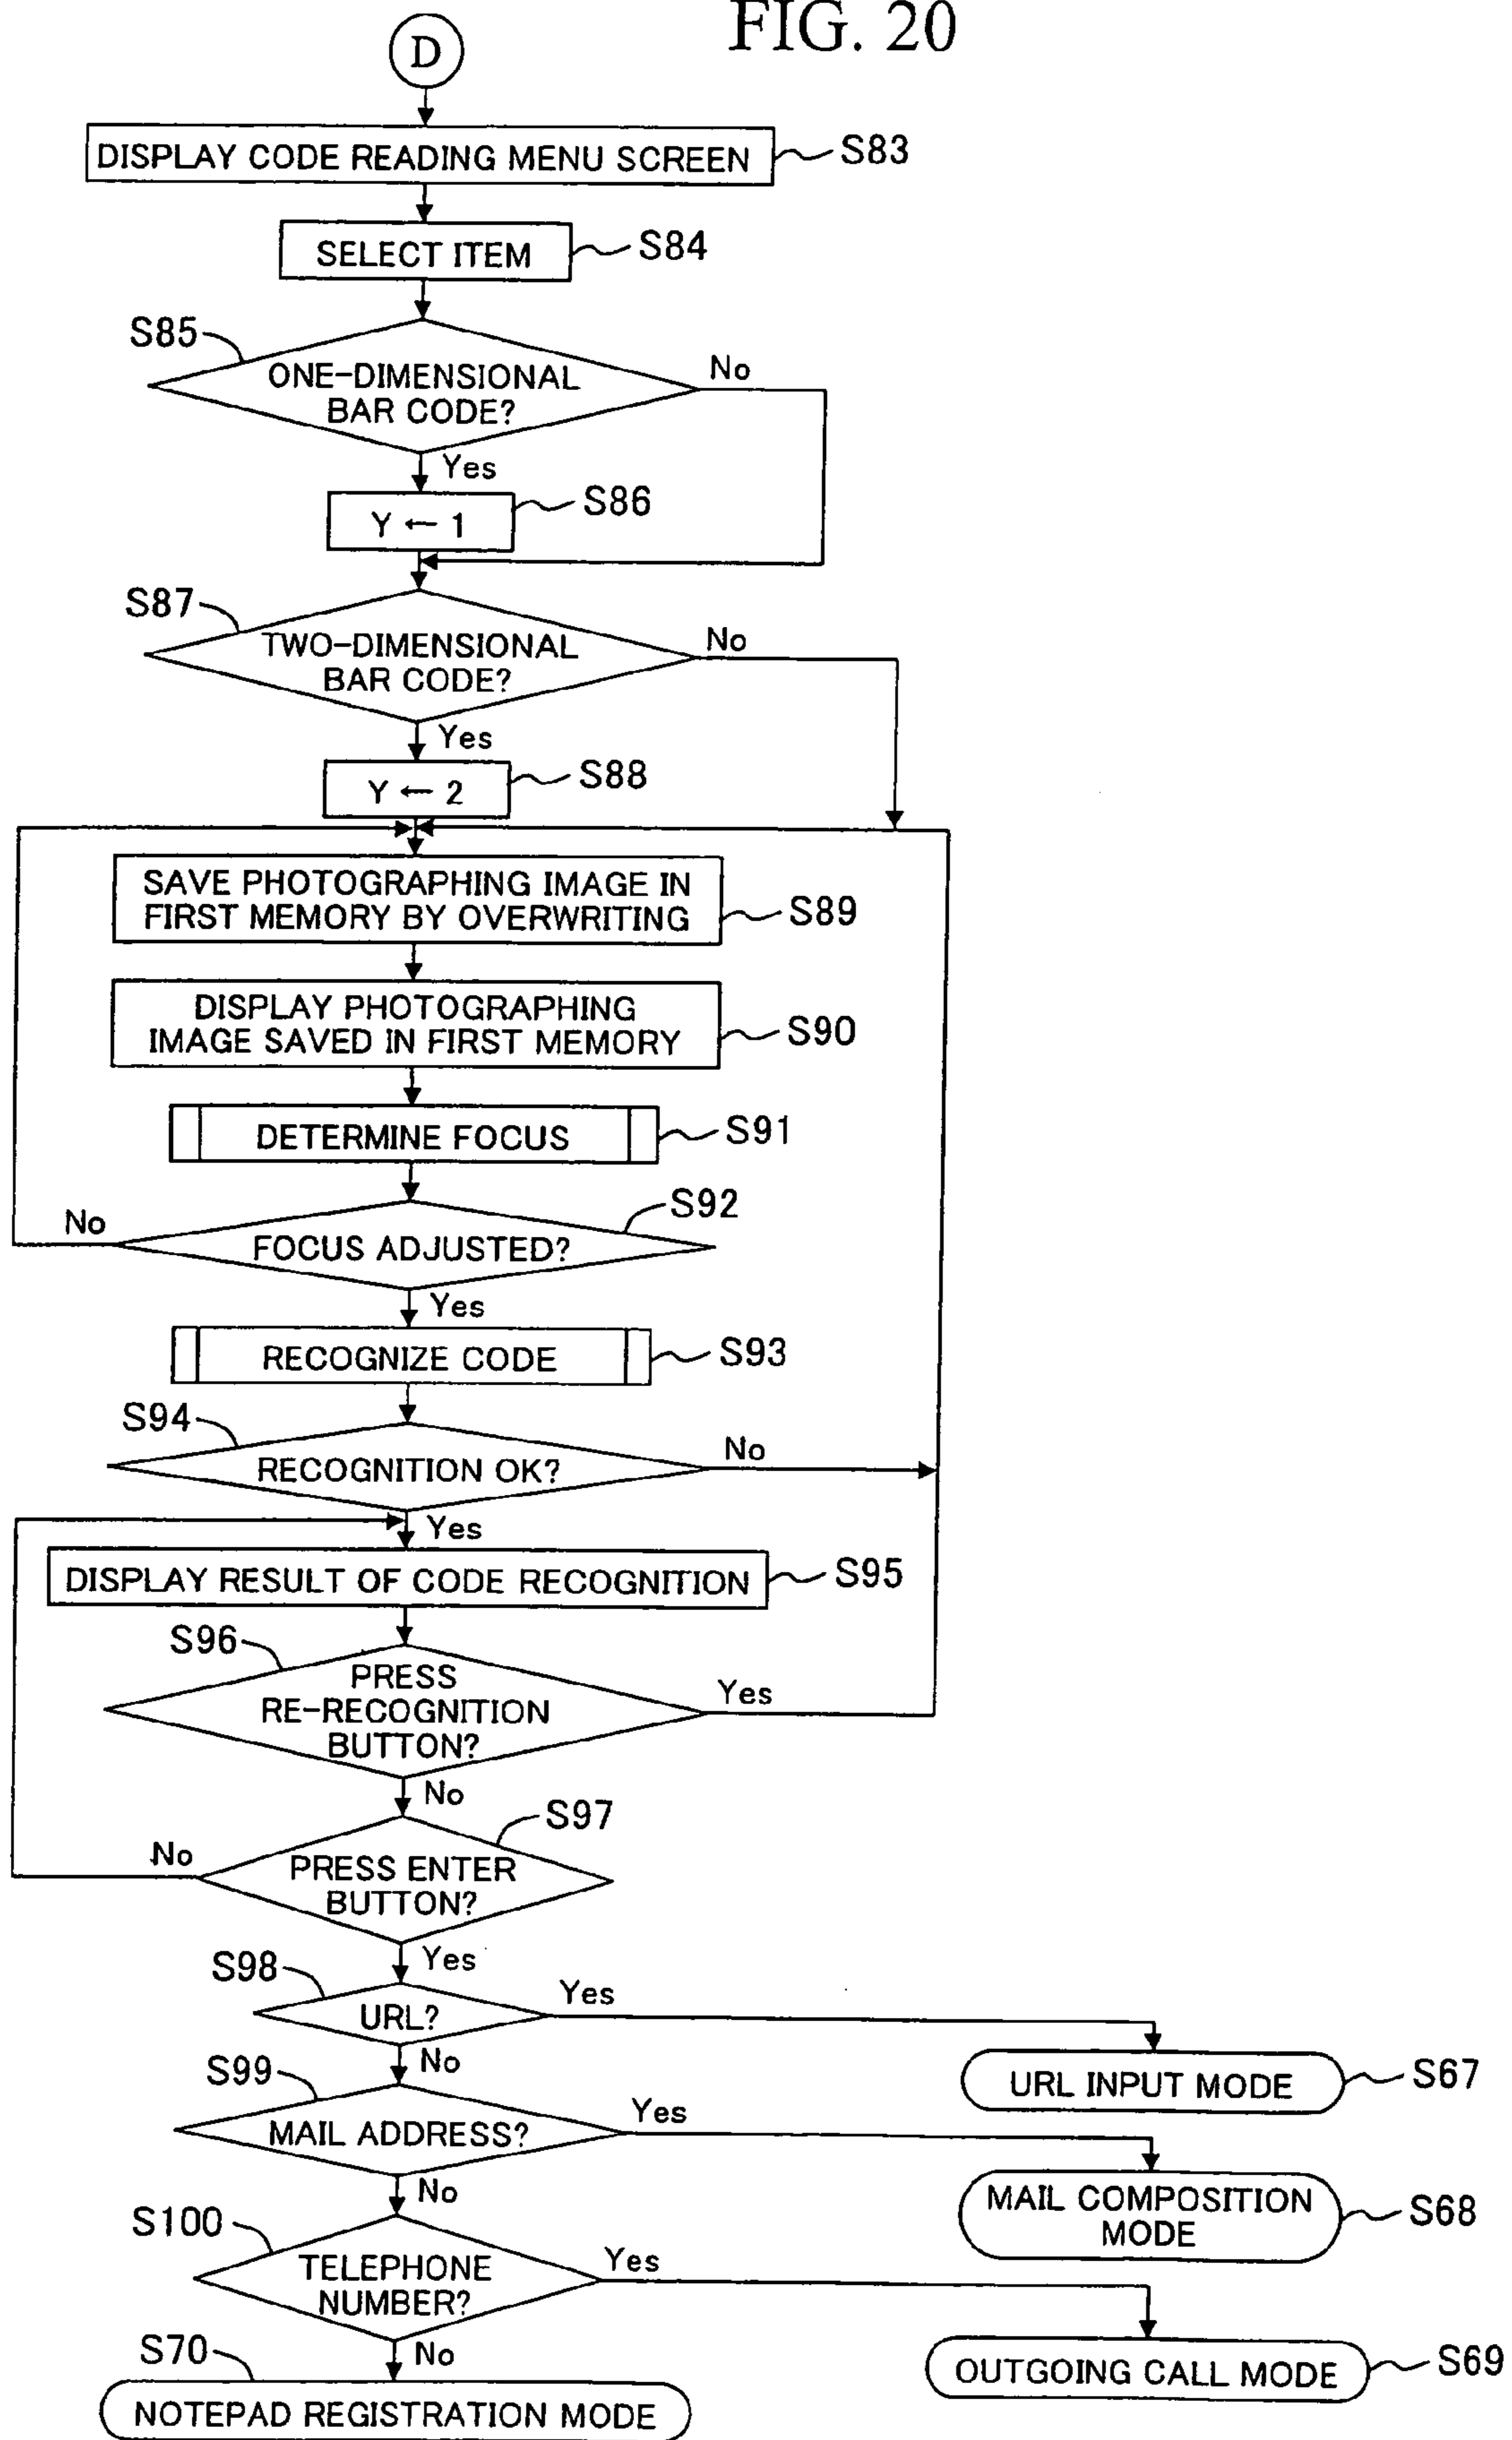 FIG. 20
D
DISPLAY CODE READING MENU SCREEN
S83
SELECT ITEM
S84
S85
ONE-DIMENSIONAL
BAR CODE?
No
Yes
Y ← 1
S86
S87
TWO-DIMENSIONAL
BAR CODE?
No
Yes
Y ← 2
S88
SAVE PHOTOGRAPHING IMAGE IN
FIRST MEMORY BY OVERWRITING
S89
DISPLAY PHOTOGRAPHING
IMAGE SAVED IN FIRST MEMORY
S90
DETERMINE FOCUS
S91
S92
No
FOCUS ADJUSTED?
Yes
RECOGNIZE CODE
S93
S94
RECOGNITION OK?
No
Yes
DISPLAY RESULT OF CODE RECOGNITION
S95
S96
PRESS
RE-RECOGNITION
BUTTON?
Yes
No
S97
No
PRESS ENTER
BUTTON?
Yes
S98
URL?
Yes
No
URL INPUT MODE
S67
S99
MAIL ADDRESS?
Yes
No
MAIL COMPOSITION
MODE
S68
S100
TELEPHONE
NUMBER?
Yes
No
OUTGOING CALL MODE
S69
S70
NOTEPAD REGISTRATION MODE